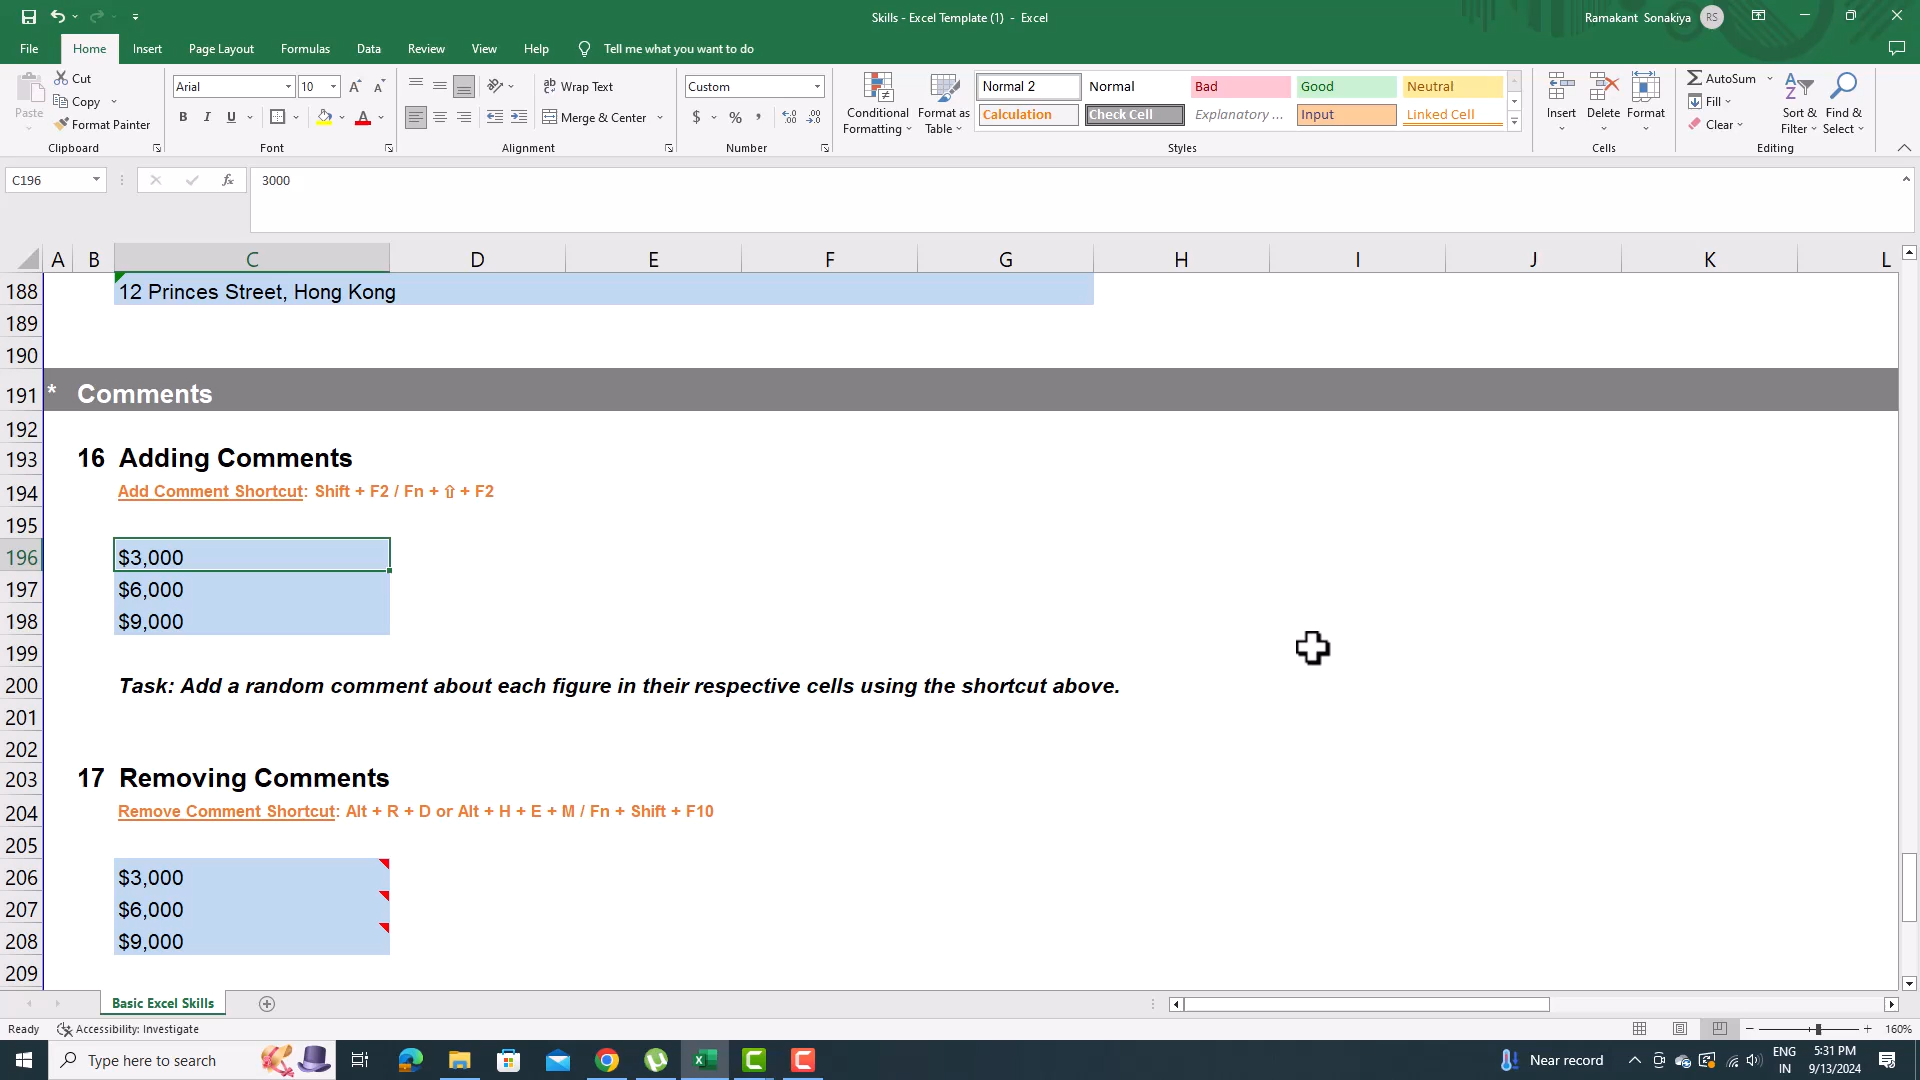 Skills - Excel Template (1) - Excel
Ramakant Sonakiya RS
File Home Insert Page Layout Formulas Data Review View Help Tell me what you want to do
Paste
Cut
Copy
Format Painter
Clipboard
Arial 10
B I U A
Font
Wrap Text
Merge & Center
Alignment
Custom
$ % ,
Number
Conditional Formatting
Format as Table
Normal 2 Normal Bad Good Neutral
Calculation Check Cell Explanatory ... Input Linked Cell
Styles
Insert Delete Format
Cells
AutoSum
Fill
Clear
Sort & Filter
Find & Select
Editing
C196 fx 3000
A B C D E F G H I J K L
188 12 Princes Street, Hong Kong
189
190
191 * Comments
192
193 16 Adding Comments
194 Add Comment Shortcut: Shift + F2 / Fn + ⇧ + F2
195
196 $3,000
197 $6,000
198 $9,000
199
200 Task: Add a random comment about each figure in their respective cells using the shortcut above.
201
202
203 17 Removing Comments
204 Remove Comment Shortcut: Alt + R + D or Alt + H + E + M / Fn + Shift + F10
205
206 $3,000
207 $6,000
208 $9,000
209
Basic Excel Skills
Ready Accessibility: Investigate 160%
Type here to search
Near record
ENG
IN
5:31 PM
9/13/2024